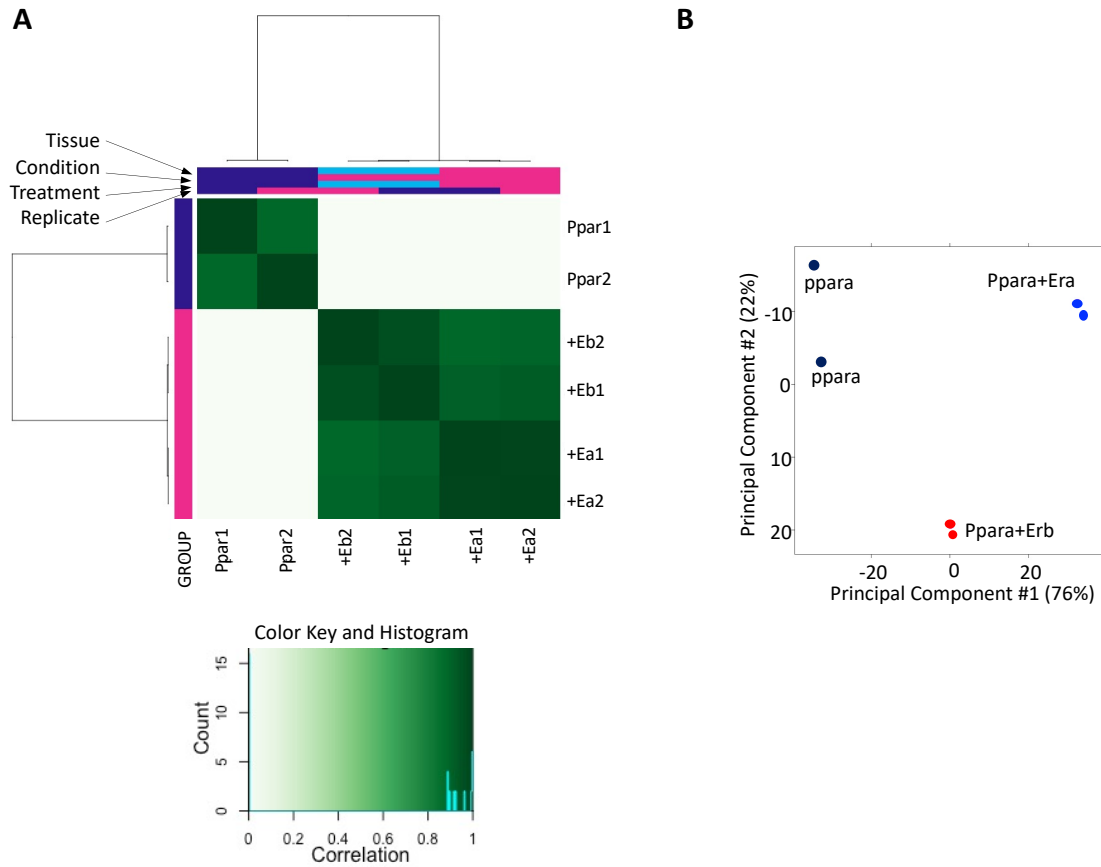 A
B
Tissue
Condition
Treatment
Replicate
Ppar1
Ppar2
+Eb2
+Eb1
+Ea1
+Ea2
GROUP
Ppar1
Ppar2
+Eb2
+Eb1
+Ea1
+Ea2
Color Key and Histogram
Count
15
10
5
0
0 0.2 0.4 0.6 0.8 1
Correlation
Principal Component #2 (22%)
-10
0
10
20
ppara
Ppara+Era
ppara
Ppara+Erb
-20 0 20
Principal Component #1 (76%)